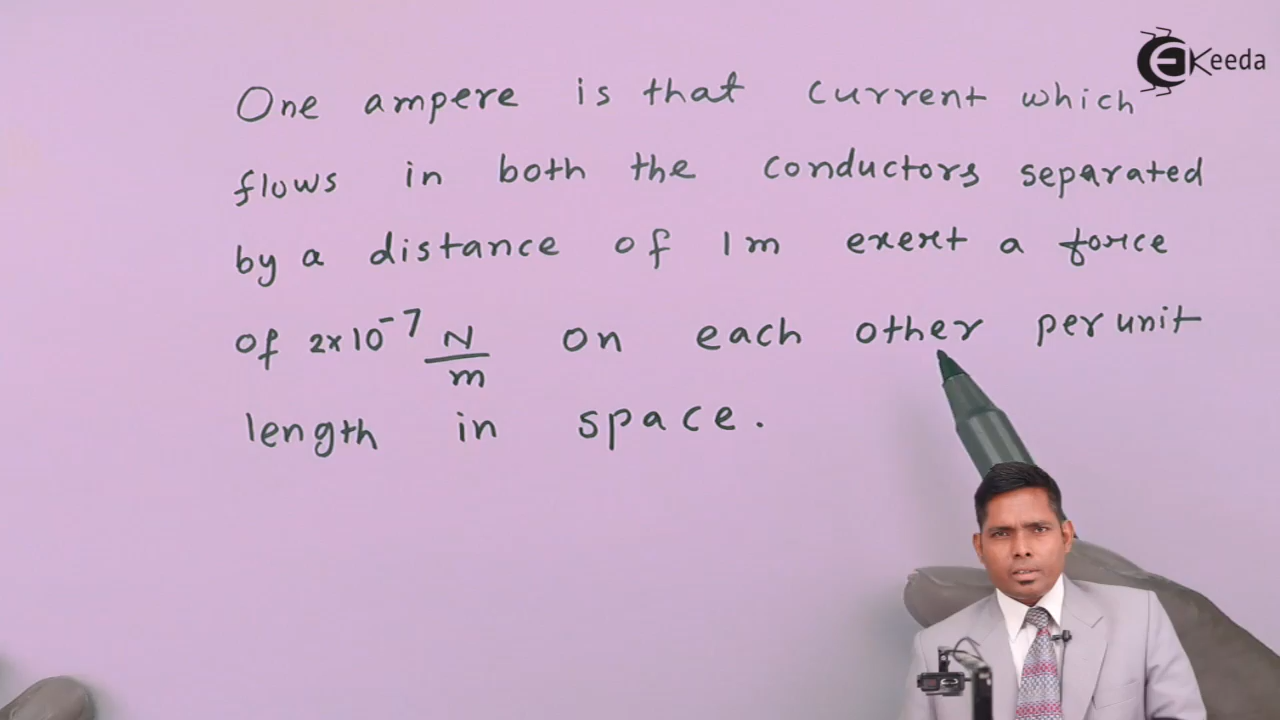 Keeda
One ampere is that current which
flows in both the conductors separated
by a distance of 1m exert a force
of 2x10⁻⁷ N/m on each other per unit
length in space.